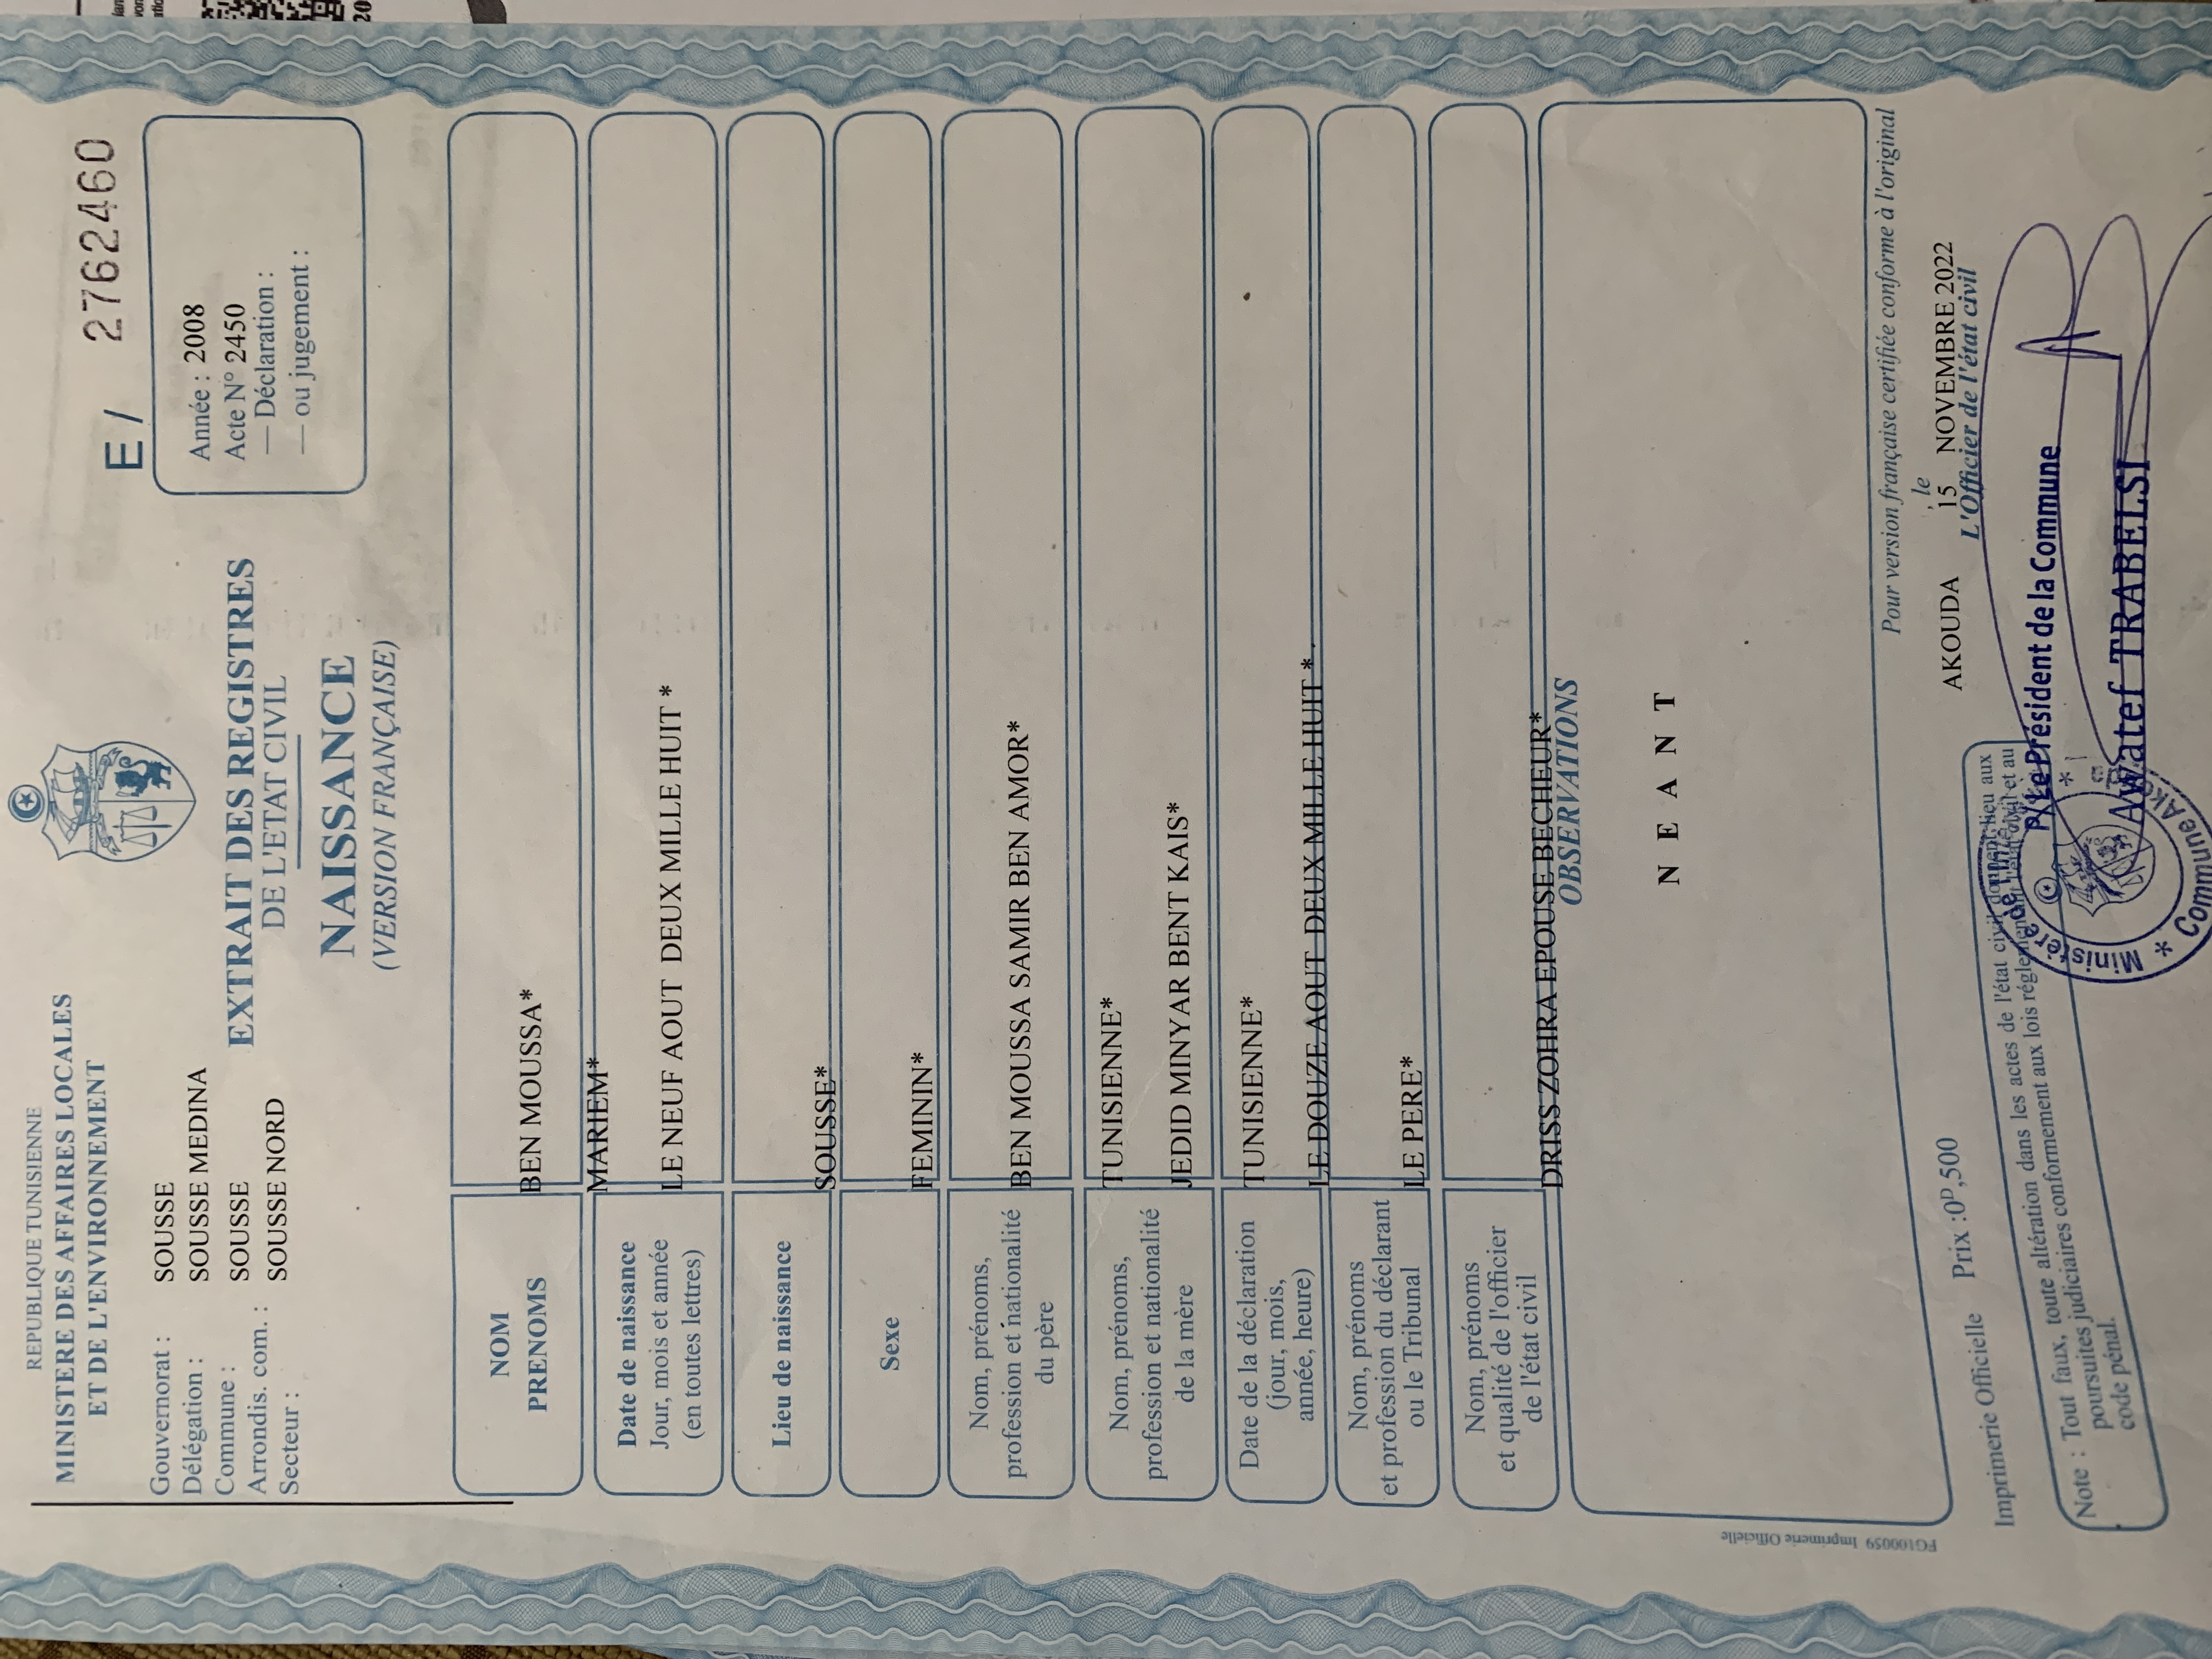 REPUBLIQUE TUNISIENNE
MINISTERE DES AFFAIRES LOCALES
ET DE L'ENVIRONNEMENT
E / 2762460
Gouvernorat : SOUSSE
Délégation : SOUSSE MEDINA
Commune : SOUSSE
Arrondis. com. : SOUSSE NORD
Secteur :
EXTRAIT DES REGISTRES
DE L'ETAT CIVIL
NAISSANCE
(VERSION FRANÇAISE)
Année : 2008
Acte N° 2450
— Déclaration :
— ou jugement :
NOM
PRENOMS
BEN MOUSSA*
MARIEM*
Date de naissance
Jour, mois et année
(en toutes lettres)
LE NEUF AOUT DEUX MILLE HUIT *
Lieu de naissance
SOUSSE*
Sexe
FEMININ*
Nom, prénoms,
profession et nationalité
du père
BEN MOUSSA SAMIR BEN AMOR*
TUNISIENNE*
Nom, prénoms,
profession et nationalité
de la mère
JEDID MINYAR BENT KAIS*
TUNISIENNE*
Date de la déclaration
(jour, mois,
année, heure)
LE DOUZE AOUT DEUX MILLE HUIT *.
Nom, prénoms
et profession du déclarant
ou le Tribunal
LE PERE*
Nom, prénoms
et qualité de l'officier
de l'état civil
DRISS ZOHRA EPOUSE BECHEUR*
OBSERVATIONS
N E A N T
Pour version française certifiée conforme à l'original
AKOUDA , le 15 NOVEMBRE 2022
L'Officier de l'état civil
P/ Le Président de la Commune
Awatef TRABELSI
Ministère de
* Commune Ako
Imprimerie Officielle Prix :0D,500
Note : Tout faux, toute altération dans les actes de l'état civil donnent lieu aux
poursuites judiciaires conformément aux lois état civil et au
code pénal.
FG100059 Imprimerie Officielle